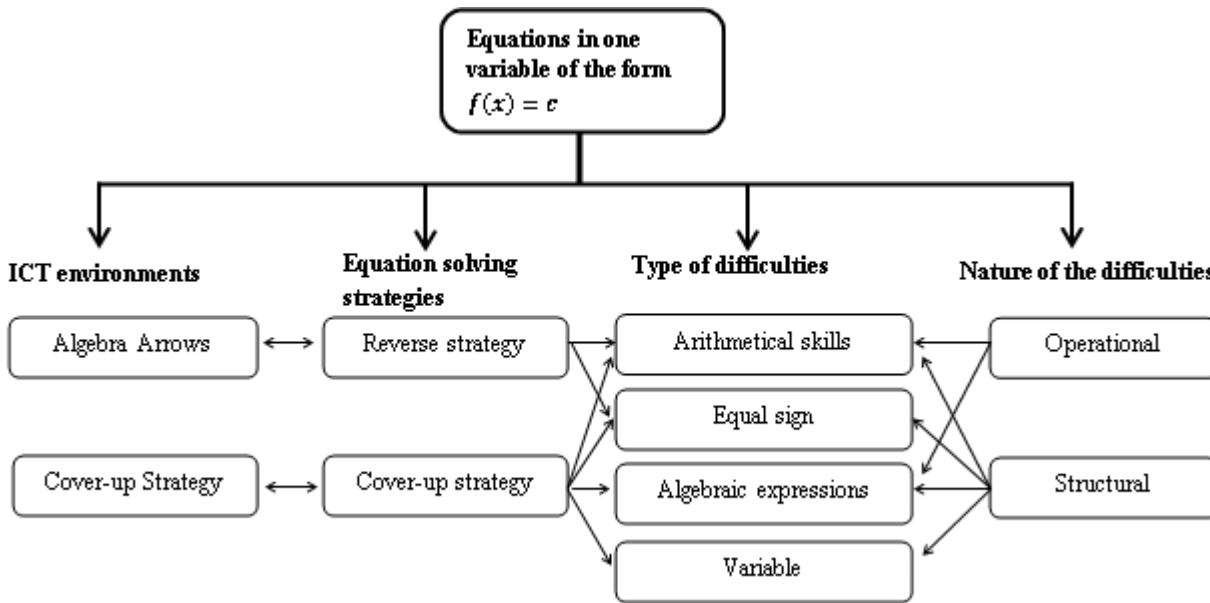 Equations in one
variable of the form
f(x) = c
ICT environments
Equation solving
strategies
Type of difficulties
Nature of the difficulties
Algebra Arrows
Reverse strategy
Arithmetical skills
Operational
Equal sign
Cover-up Strategy
Cover-up strategy
Algebraic expressions
Structural
Variable